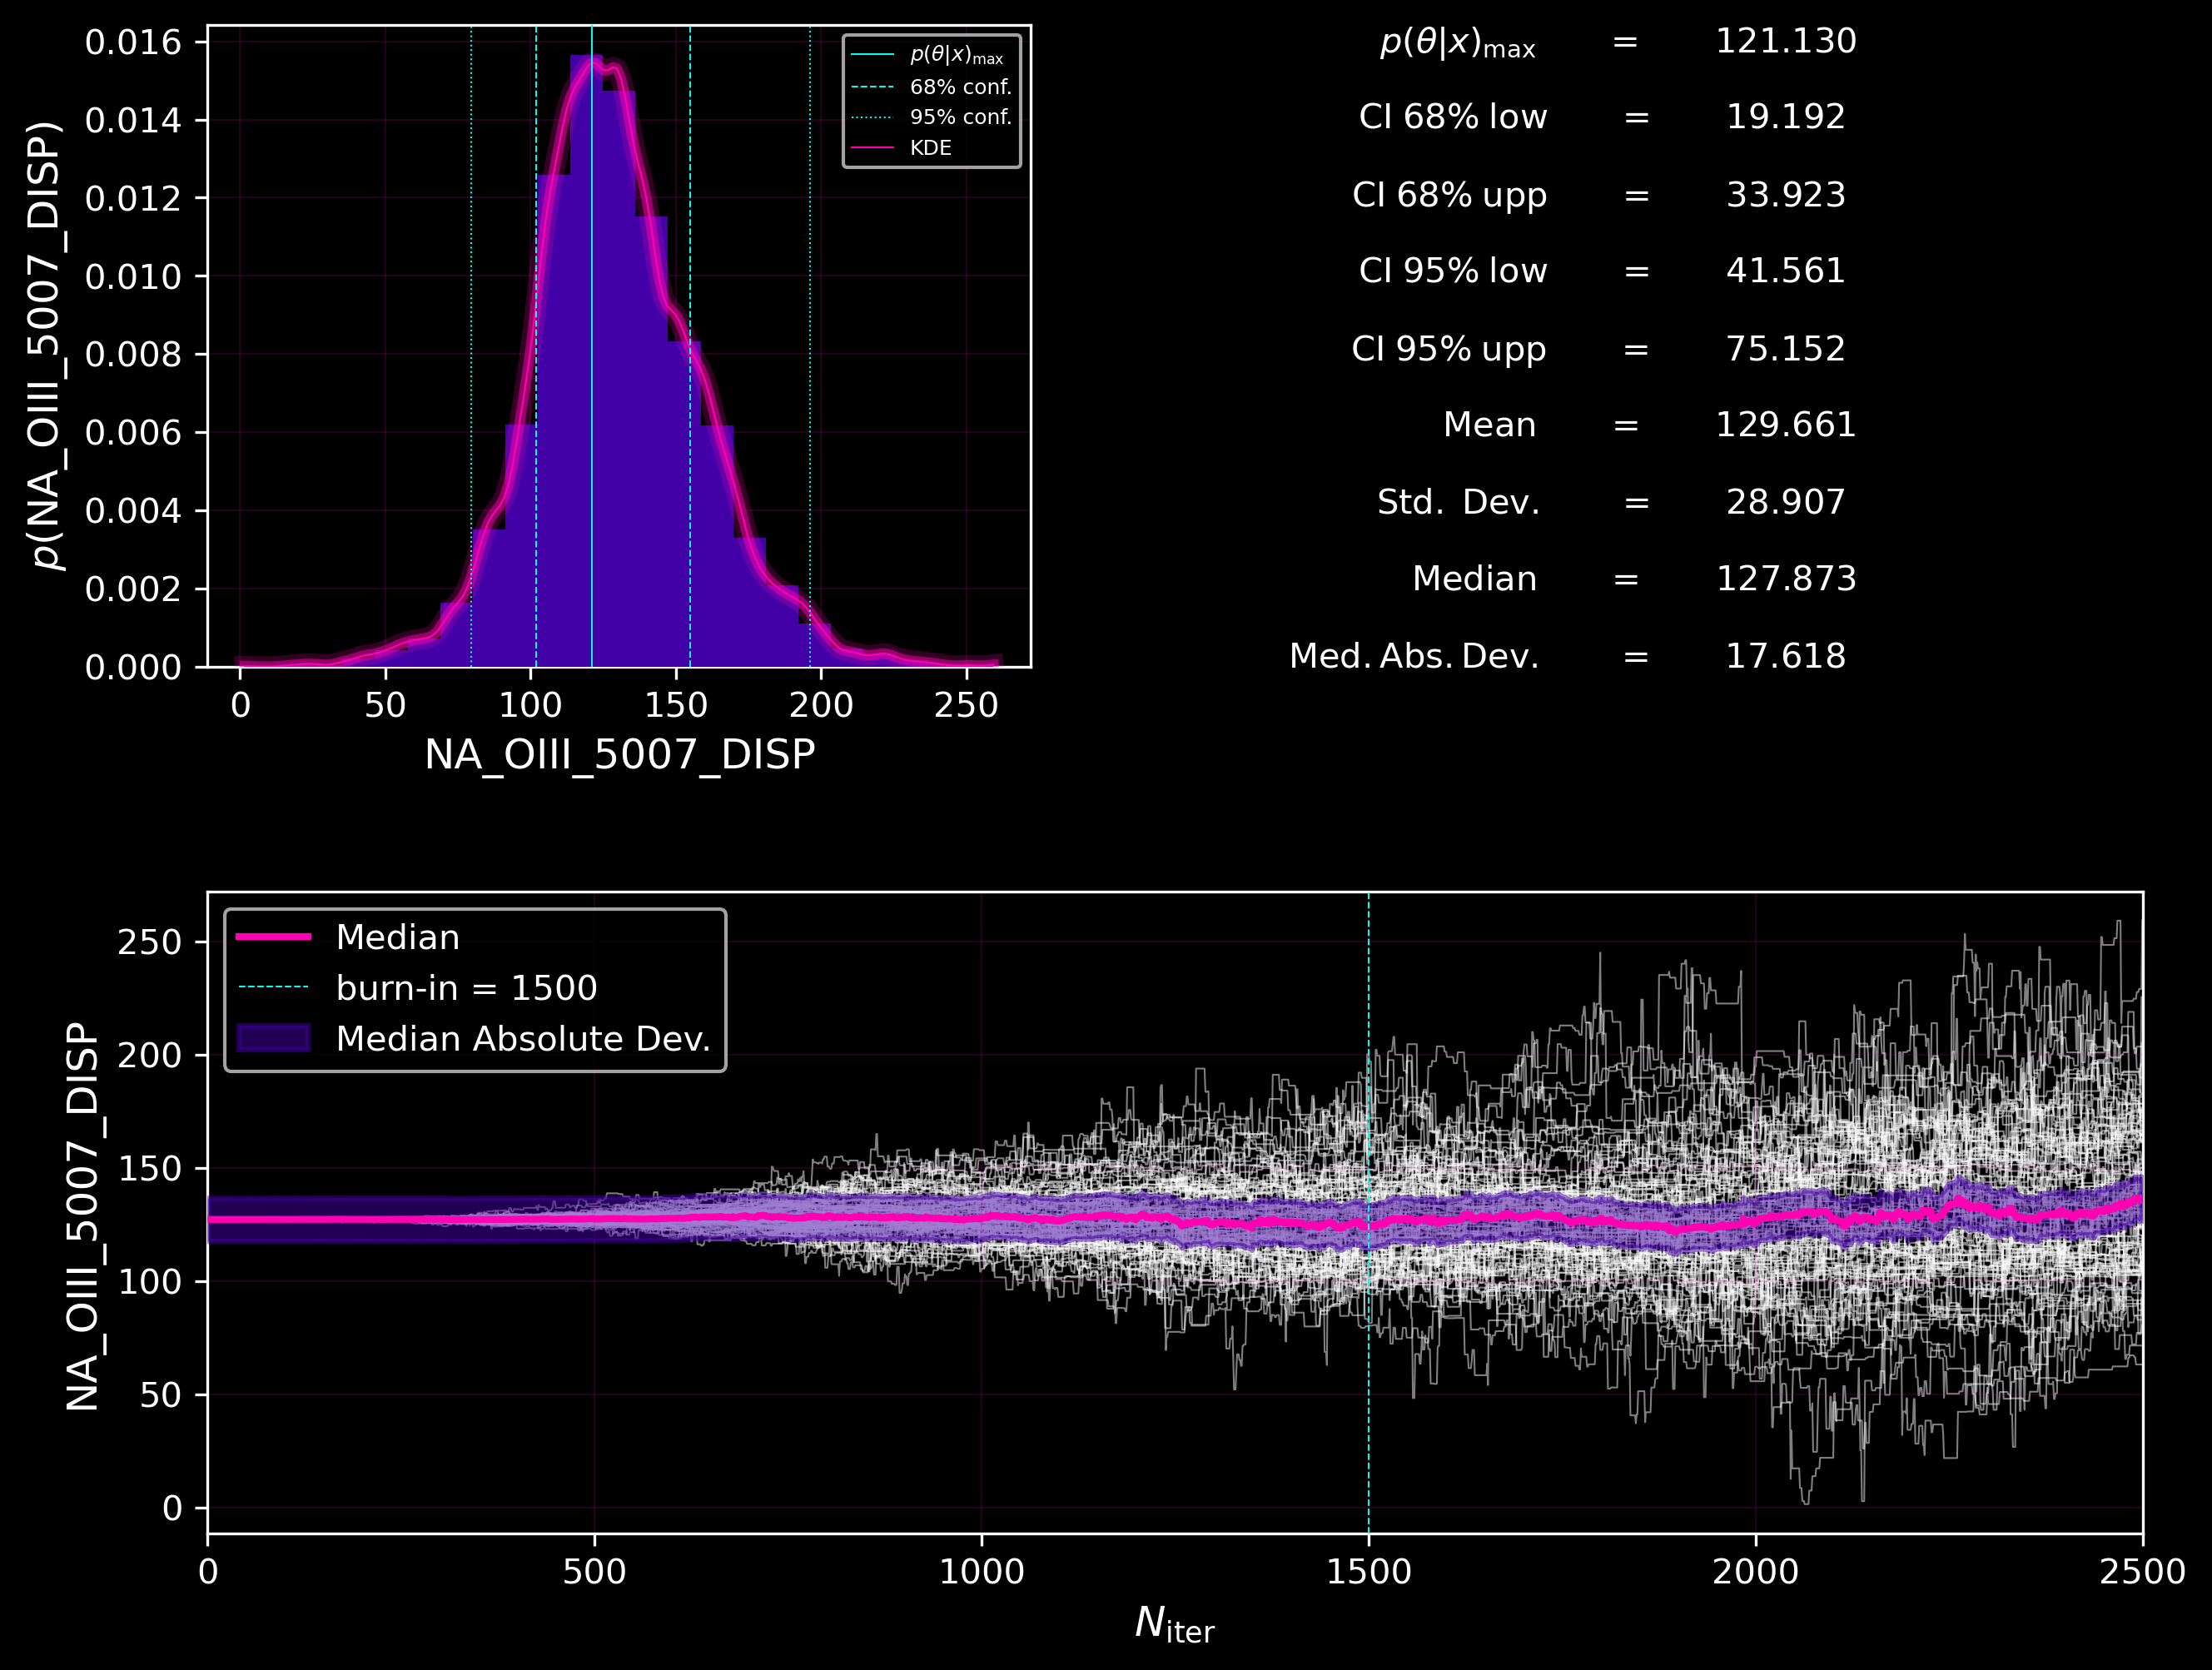 0.016
0.014
0.012
0.010
0.008
0.006
0.004
0.002
0.000
p(NA_OIII_5007_DISP)
0 50 100 150 200 250
NA_OIII_5007_DISP
p(θ|x)max
68% conf.
95% conf.
KDE
p(θ|x)max = 121.130
CI 68% low = 19.192
CI 68% upp = 33.923
CI 95% low = 41.561
CI 95% upp = 75.152
Mean = 129.661
Std. Dev. = 28.907
Median = 127.873
Med. Abs. Dev. = 17.618
Median
burn-in = 1500
Median Absolute Dev.
250
200
150
100
50
0
NA_OIII_5007_DISP
0 500 1000 1500 2000 2500
Niter